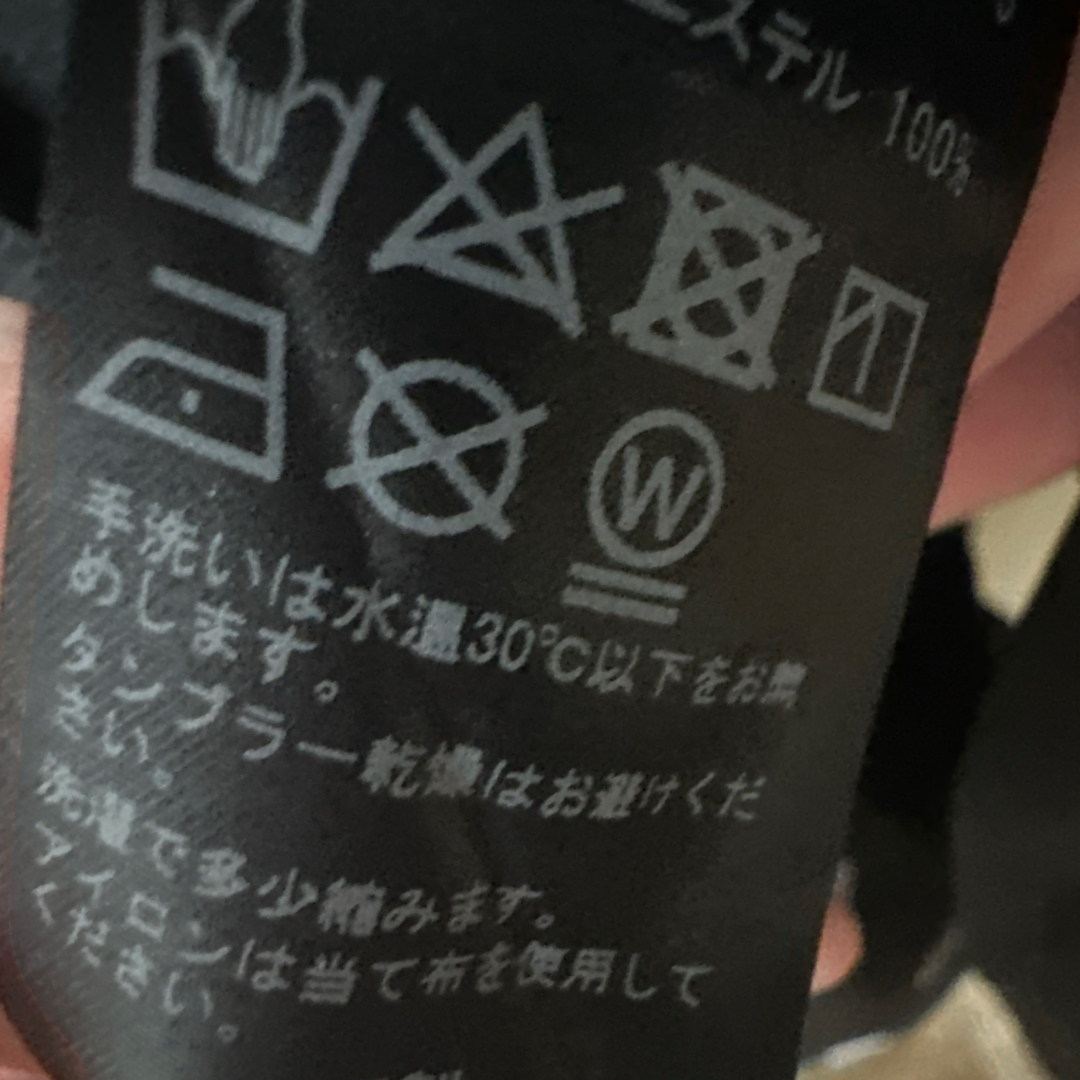 エステル 100%
W
手洗いは水温30℃以下をお薦
めします。
タンブラー乾燥はお避けくだ
さい。
洗濯で多少縮みます。
アイロンは当て布を使用して
ください。